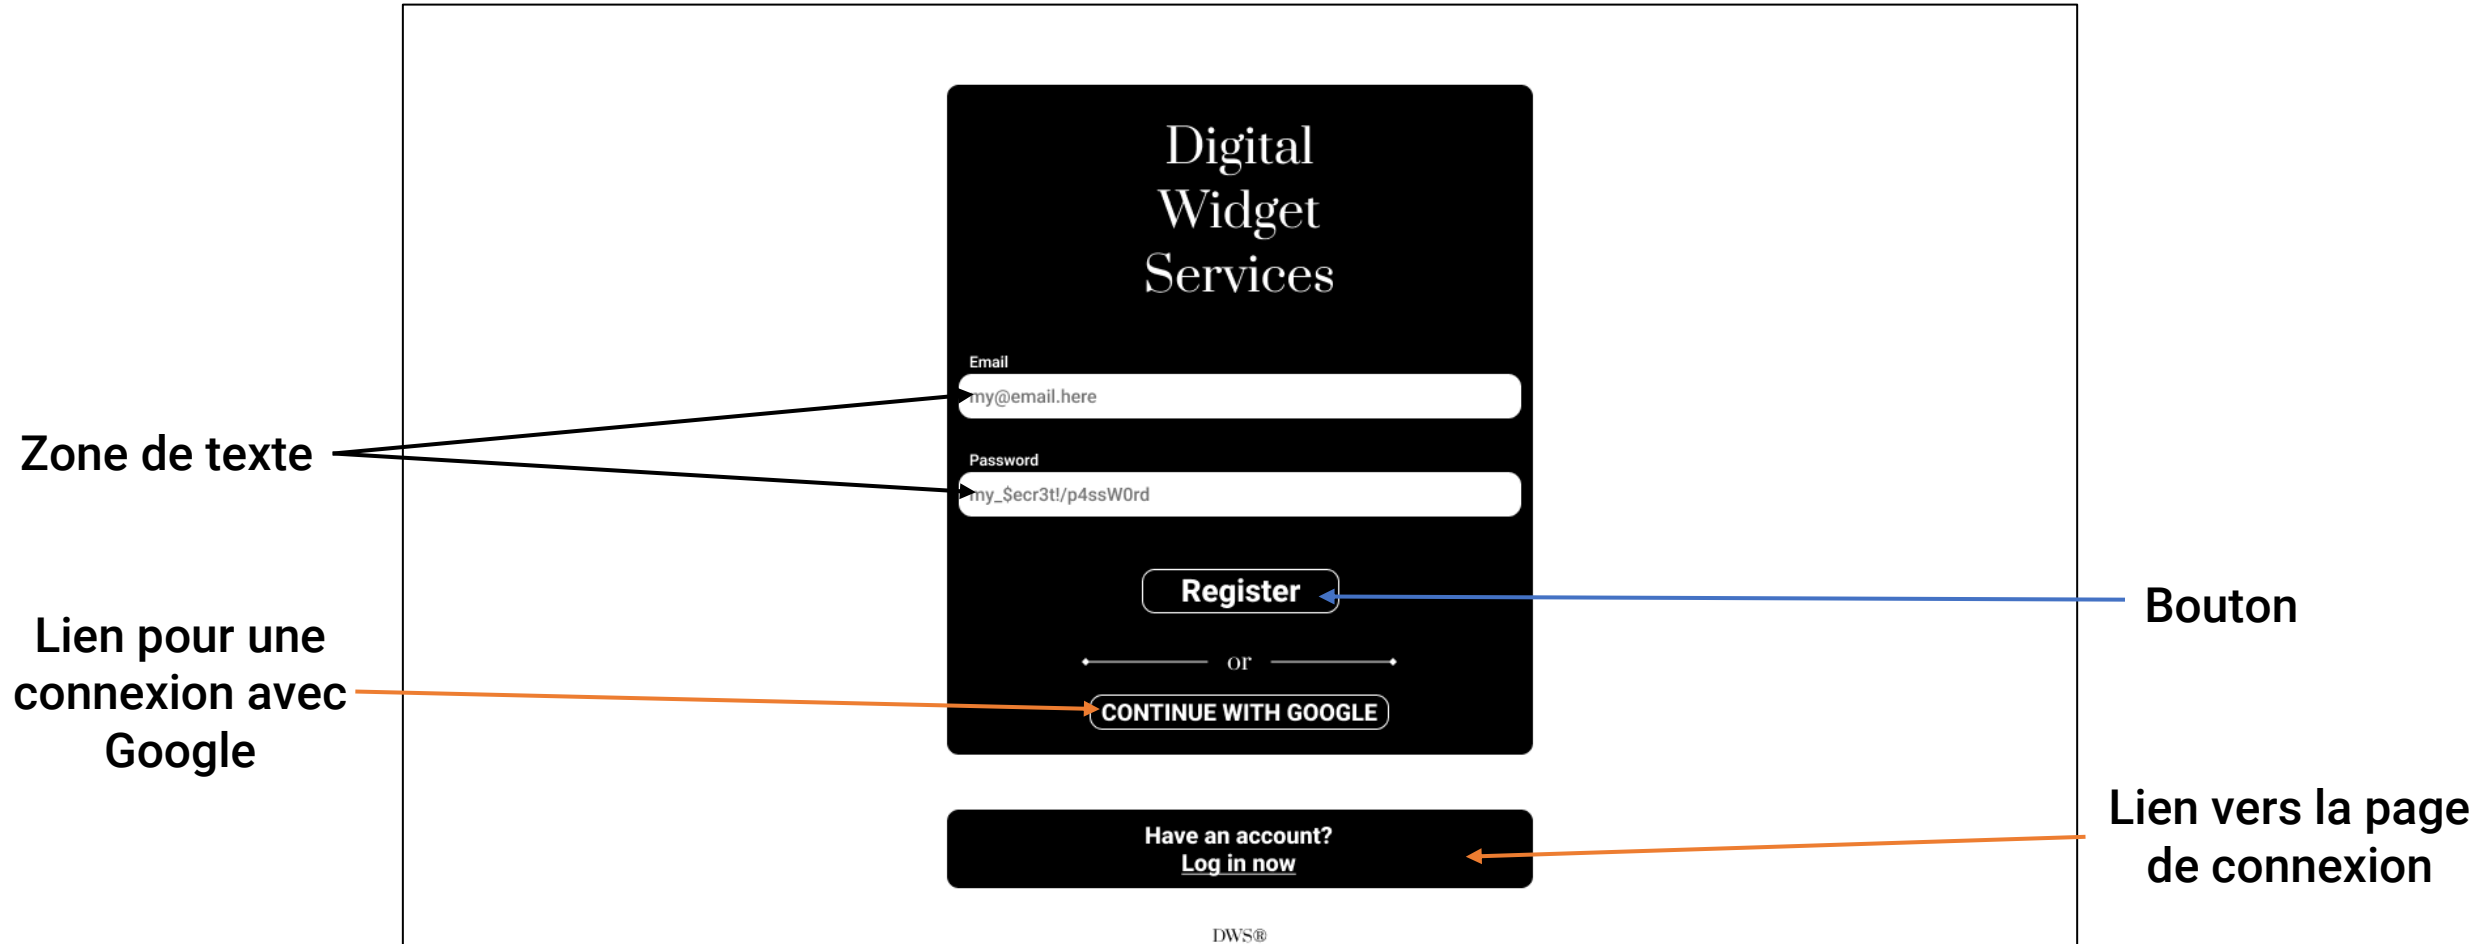 Digital
Widget
Services
Email
my@email.here
Zone de texte
Password
my_$ecr3t!/p4ssW0rd
Register
Bouton
Lien pour une
connexion avec
Google
or
CONTINUE WITH GOOGLE
Have an account?
Log in now
Lien vers la page
de connexion
DWS®